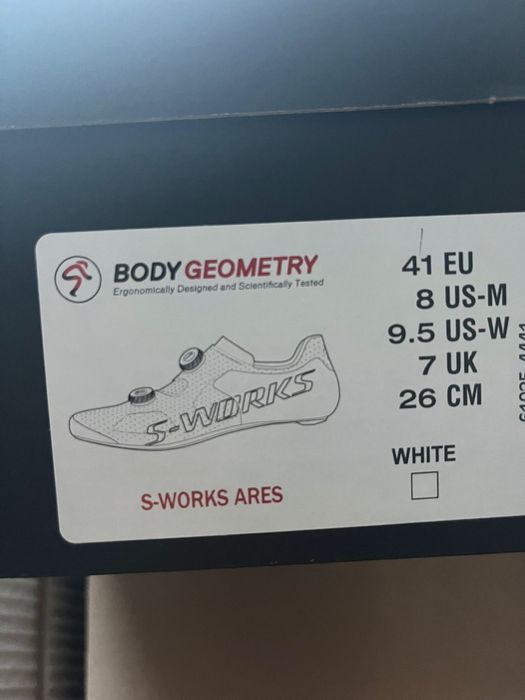 BODY GEOMETRY
Ergonomically Designed and Scientifically Tested
S-WORKS
S-WORKS ARES
41 EU
8 US-M
9.5 US-W
7 UK
26 CM
WHITE